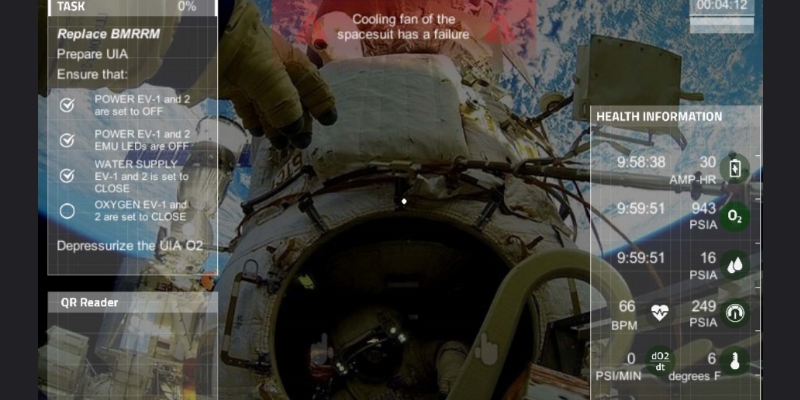 TASK 0%
Replace BMRRM
Prepare UIA
Ensure that:
POWER EV-1 and 2
are set to OFF
POWER EV-1 and 2
EMU LEDs are OFF
WATER SUPPLY
EV-1 and 2 is set to
CLOSE
OXYGEN EV-1 and
2 are set to CLOSE
Depressurize the UIA O2
QR Reader
Cooling fan of the
spacesuit has a failure
00:04:12
HEALTH INFORMATION
9:58:38 30
AMP-HR
9:59:51 943
PSIA
O₂
9:59:51 16
PSIA
66 249
BPM PSIA
0 dO2 6
dt
PSI/MIN degrees F